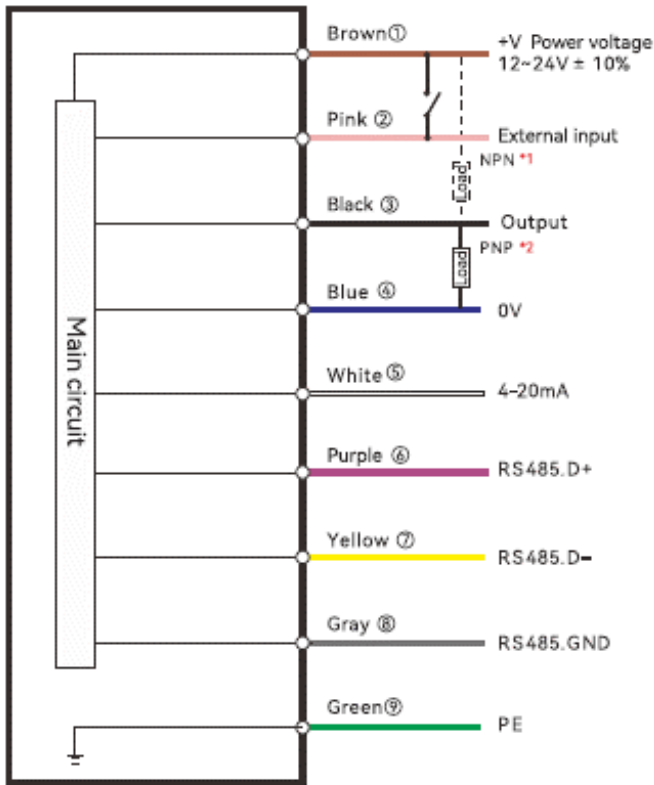 Brown①
+V Power voltage
12~24V ± 10%
Pink ②
External input
NPN *1
Load
Black ③
Output
PNP *2
Load
Blue ④
0V
Main circuit
White ⑤
4-20mA
Purple ⑥
RS485.D+
Yellow ⑦
RS485.D-
Gray ⑧
RS485.GND
Green⑨
PE